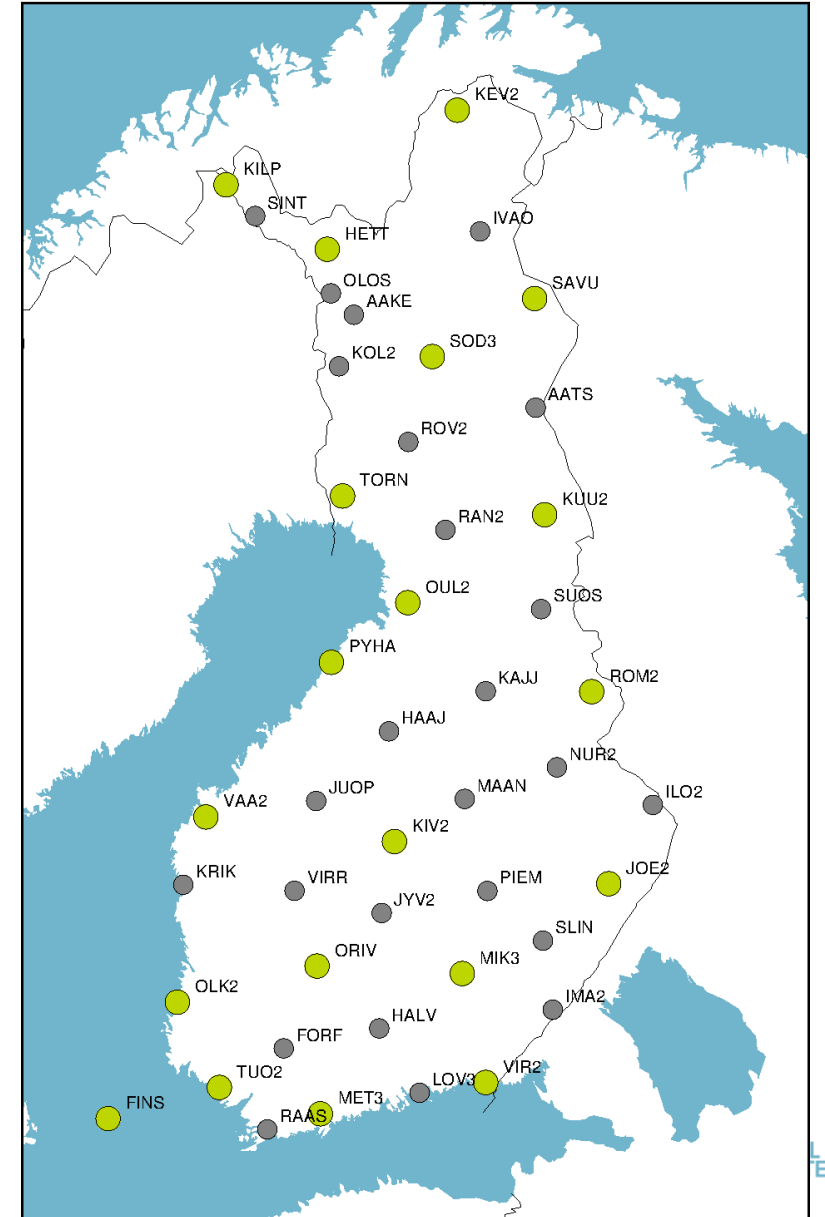 KEV2
KILP
SINT
IVAO
HETT
OLOS
SAVU
AAKE
SOD3
KOL2
AATS
ROV2
TORN
KUU2
RAN2
OUL2
SUOS
PYHA
KAJJ
ROM2
HAAJ
NUR2
JUOP
MAAN
ILO2
VAA2
KIV2
KRIK
VIRR
PIEM
JOE2
JYV2
SLIN
ORIV
MIK3
OLK2
IMA2
HALV
FORF
TUO2
VIR2
LOV3
MET3
FINS
RAAS
L
TE